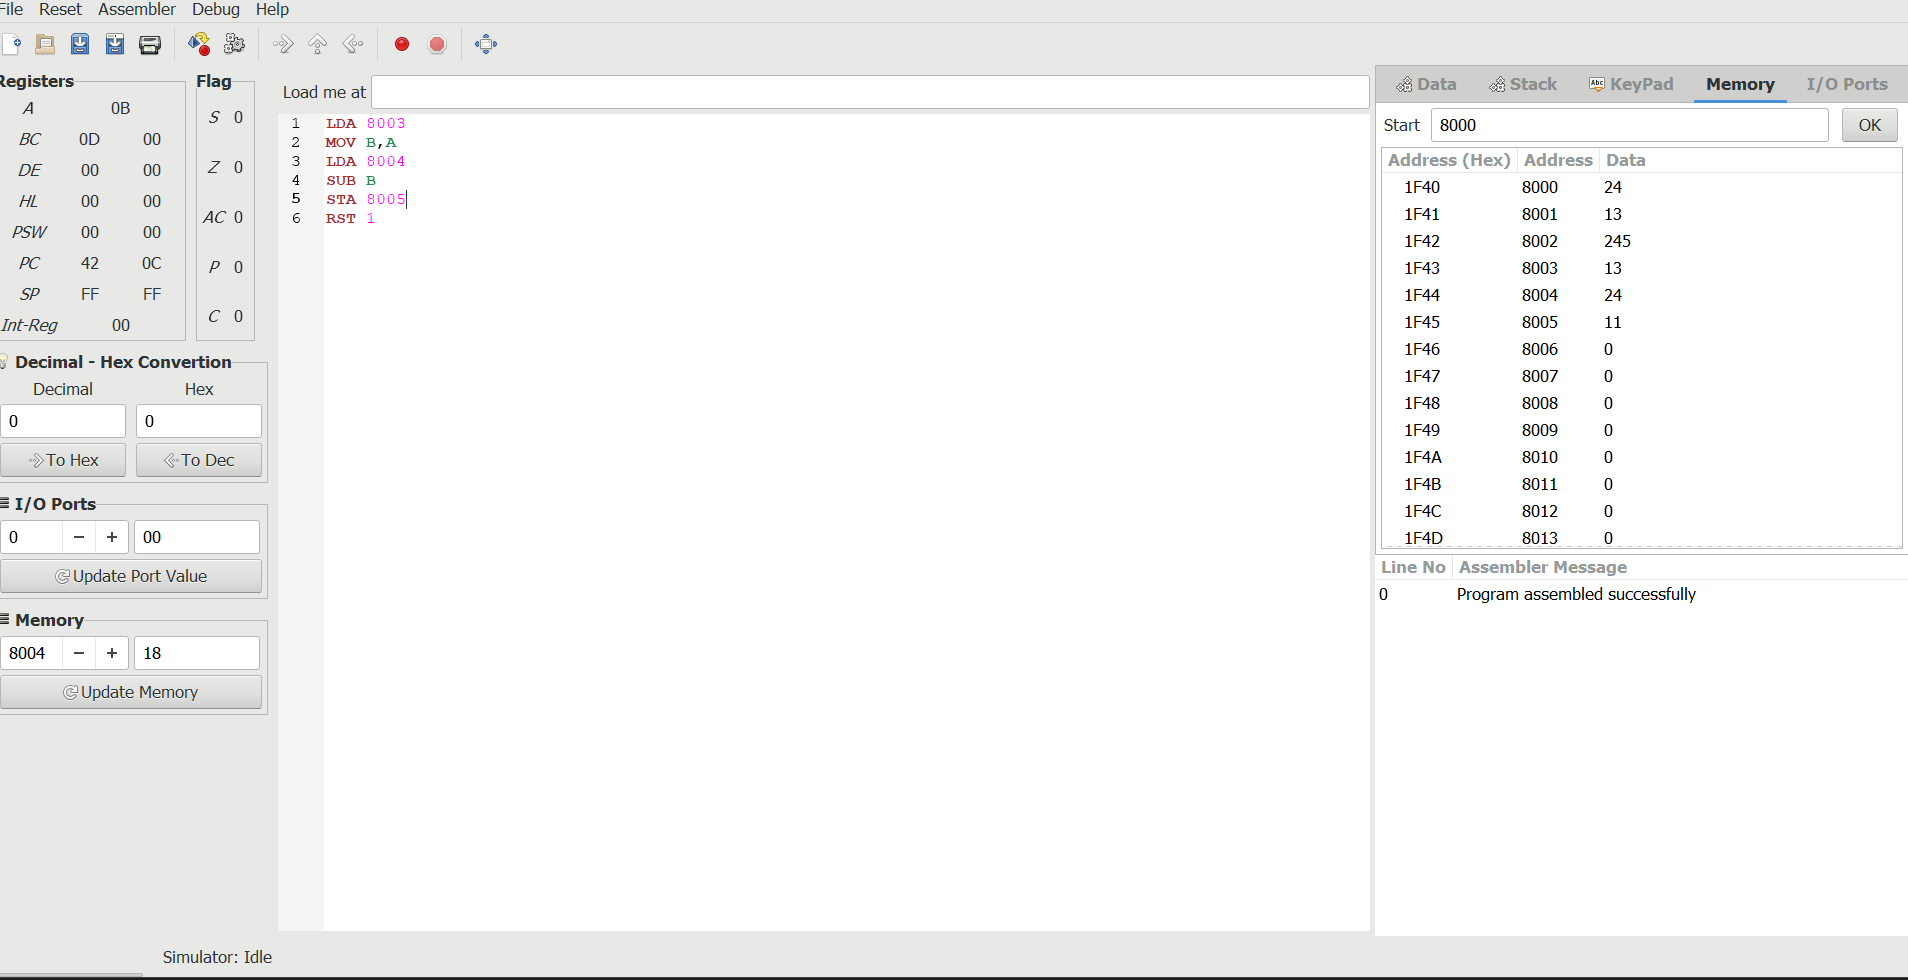 File Reset Assembler Debug Help
Registers
A 0B
BC 0D 00
DE 00 00
HL 00 00
PSW 00 00
PC 42 0C
SP FF FF
Int-Reg 00
Flag
S 0
Z 0
AC 0
P 0
C 0
Decimal - Hex Convertion
Decimal Hex
0 0
To Hex To Dec
I/O Ports
0 − + 00
Update Port Value
Memory
8004 − + 18
Update Memory
Load me at
1 LDA 8003
2 MOV B,A
3 LDA 8004
4 SUB B
5 STA 8005
6 RST 1
Data Stack Abc KeyPad Memory I/O Ports
Start 8000 OK
Address (Hex) Address Data
1F40 8000 24
1F41 8001 13
1F42 8002 245
1F43 8003 13
1F44 8004 24
1F45 8005 11
1F46 8006 0
1F47 8007 0
1F48 8008 0
1F49 8009 0
1F4A 8010 0
1F4B 8011 0
1F4C 8012 0
1F4D 8013 0
Line No Assembler Message
0 Program assembled successfully
Simulator: Idle